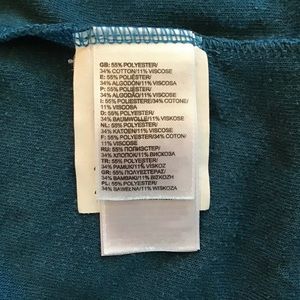 GB: 55% POLYESTER/
34% COTTON/11% VISCOSE
E: 55% POLIÉSTER/
34% ALGODÓN/11% VISCOSA
P: 55% POLIÉSTER/
34% ALGODÃO/11% VISCOSE
I: 55% POLIESTERE/34% COTONE/
11% VISCOSA
D: 55% POLYESTER/
34% BAUMWOLLE/11% VISKOSE
NL: 55% POLYESTER/
34% KATOEN/11% VISCOSE
F: 55% POLYESTER/34% COTON/
11% VISCOSE
RU: 55% ПОЛИЭСТЕР/
34% ХЛОПОК/11% ВИСКОЗА
TR: 55% POLYESTER/
34% PAMUK/11% VISKOZ
GR: 55% ΠΟΛΥΕΣΤΕΡΑΣ/
34% ΒΑΜΒΑΚΙ/11% ΒΙΣΚΟΖΗ
PL: 55% POLIESTER/
34% BAWEŁNA/11% WISKOZA